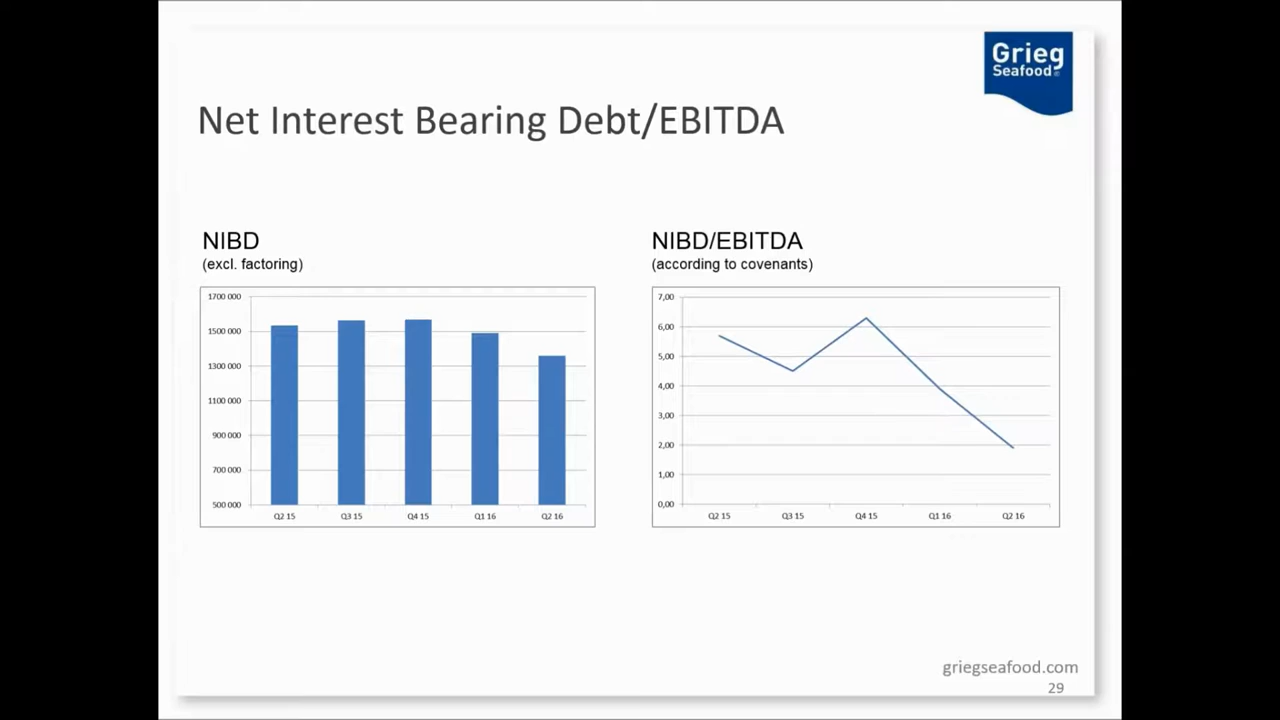 Grieg
Seafood®
Net Interest Bearing Debt/EBITDA
NIBD
(excl. factoring)
1700 000
1500 000
1300 000
1100 000
900 000
700 000
500 000
Q2 15 Q3 15 Q4 15 Q1 16 Q2 16
NIBD/EBITDA
(according to covenants)
7,00
6,00
5,00
4,00
3,00
2,00
1,00
0,00
Q2 15 Q3 15 Q4 15 Q1 16 Q2 16
griegseafood.com
29